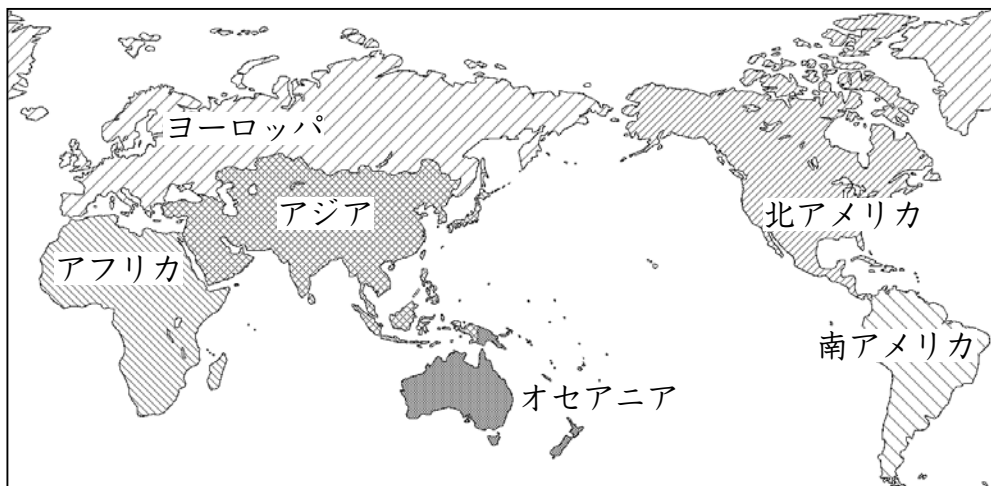 ヨーロッパ
アジア
北アメリカ
アフリカ
南アメリカ
オセアニア